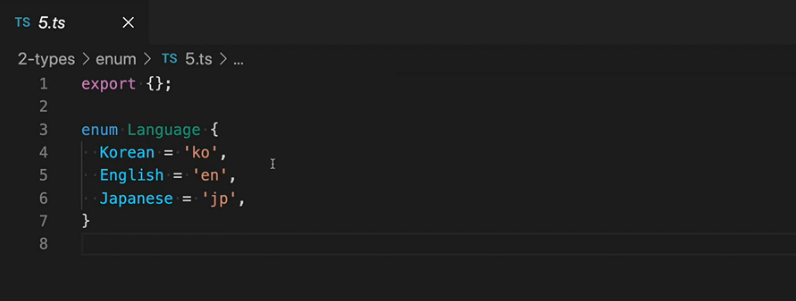 TS 5.ts ×
2-types > enum > TS 5.ts > ...
1 export {};
2
3 enum Language {
4 Korean = 'ko',
5 English = 'en',
6 Japanese = 'jp',
7 }
8